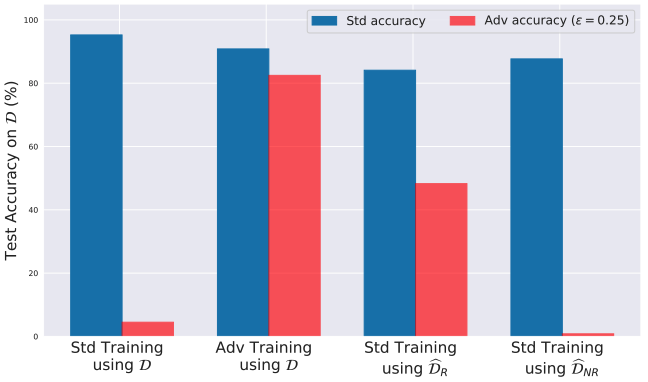 Test Accuracy on 𝒟 (%)
100
80
60
40
20
0
Std accuracy
Adv accuracy (ε = 0.25)
Std Training
using 𝒟
Adv Training
using 𝒟
Std Training
using 𝒟̂_R
Std Training
using 𝒟̂_NR